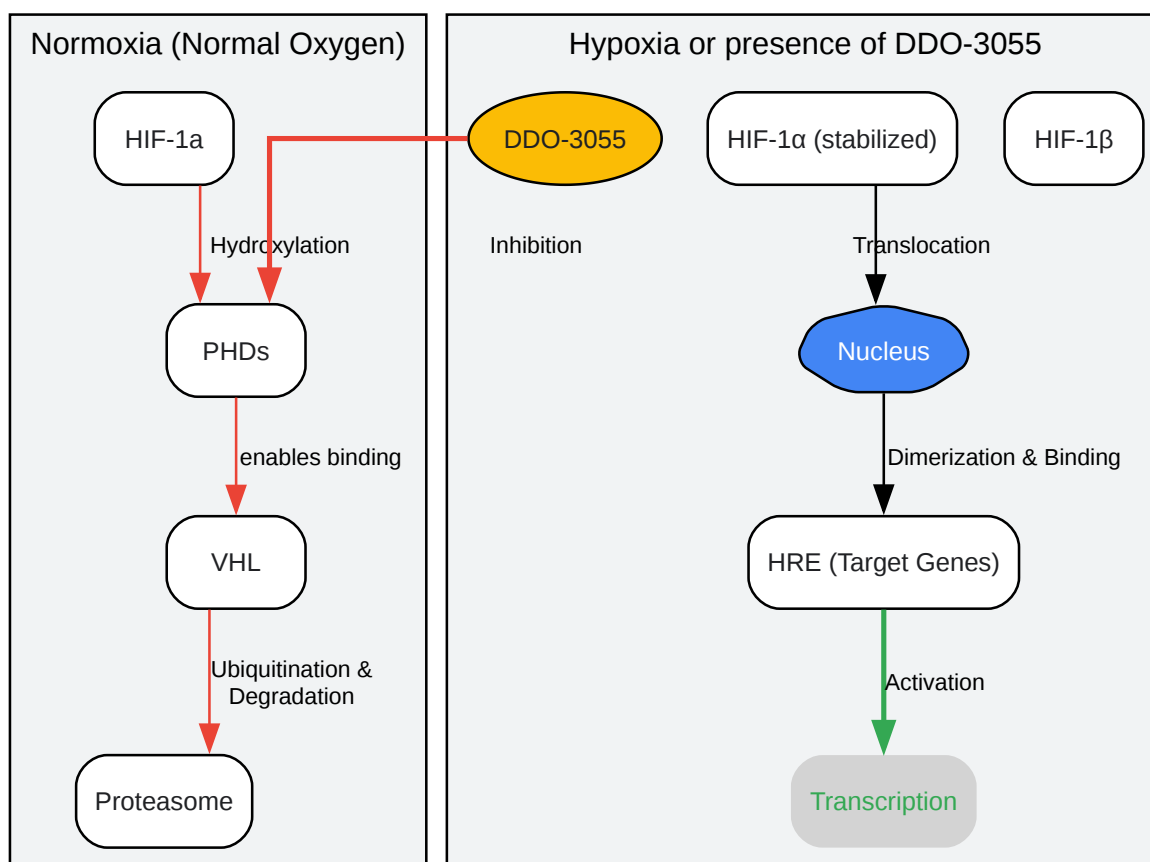 Normoxia (Normal Oxygen)
HIF-1a
Hydroxylation
PHDs
enables binding
VHL
Ubiquitination &
Degradation
Proteasome
Hypoxia or presence of DDO-3055
DDO-3055
HIF-1α (stabilized)
HIF-1β
Inhibition
Translocation
Nucleus
Dimerization & Binding
HRE (Target Genes)
Activation
Transcription